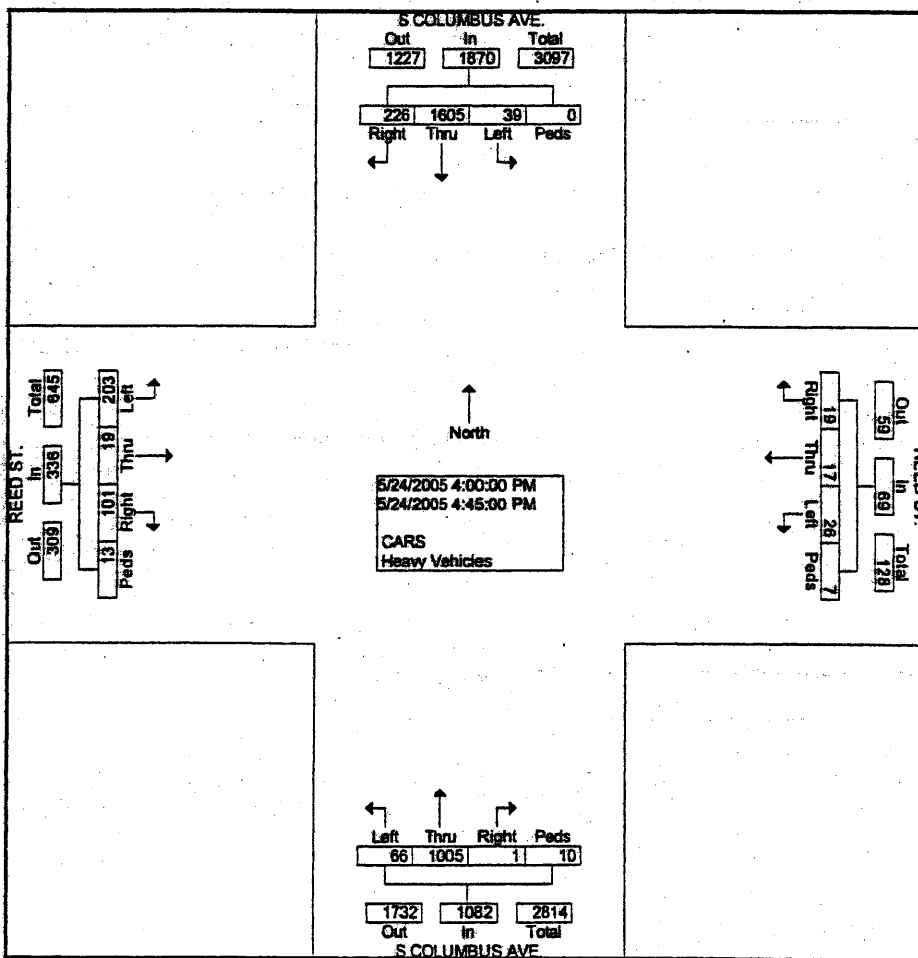 S COLUMBUS AVE.
Out In Total
1227 1870 3097
226 1605 39 0
Right Thru Left Peds
REED ST.
Total In Out
645 336 309
203 19 101 13
Left Thru Right Peds
North
5/24/2005 4:00:00 PM
5/24/2005 4:45:00 PM
CARS
Heavy Vehicles
Right Thru Left Peds
19 17 26 7
Out In Total
59 69 128
Left Thru Right Peds
66 1005 1 10
1732 1082 2814
Out In Total
S COLUMBUS AVE.